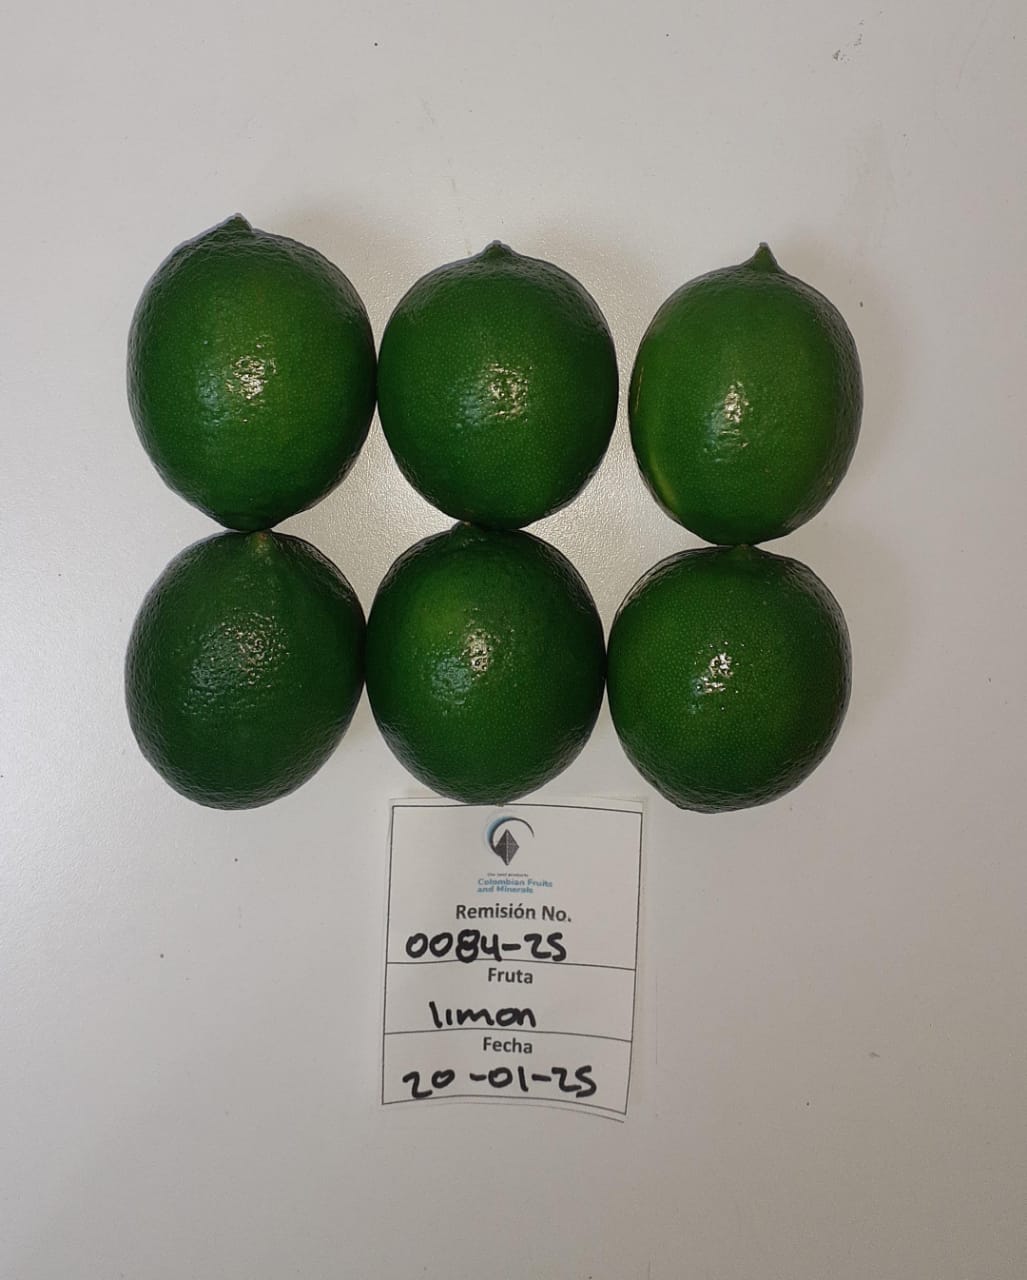 Colombian Fruits
and Minerals
Remisión No.
0084-25
Fruta
limon
Fecha
20-01-25